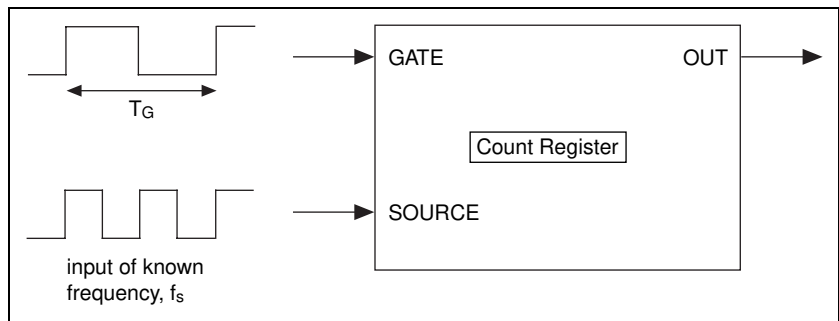 GATE
OUT
T_G
Count Register
SOURCE
input of known
frequency, f_s